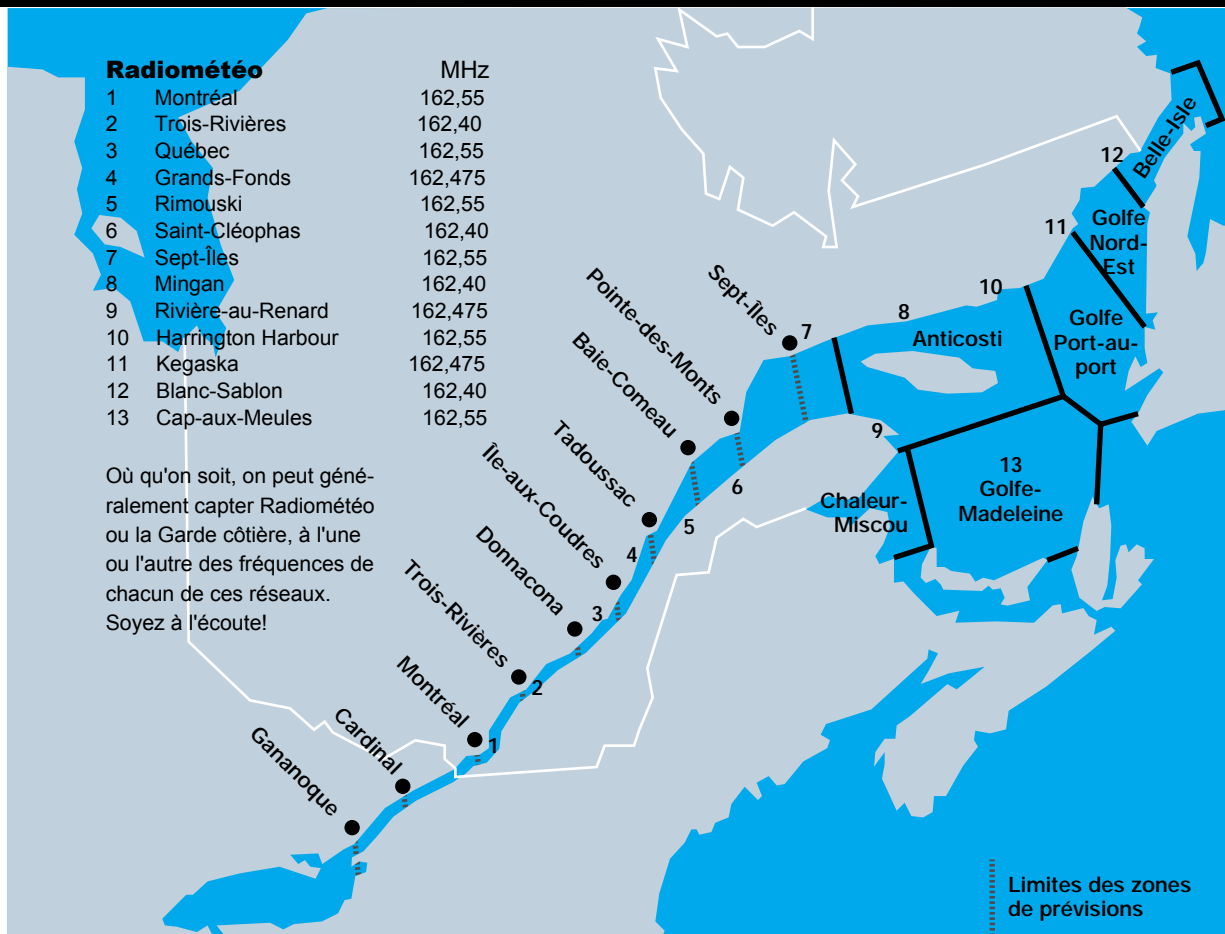 Radiométéo MHz
1 Montréal 162,55
2 Trois-Rivières 162,40
3 Québec 162,55
4 Grands-Fonds 162,475
5 Rimouski 162,55
6 Saint-Cléophas 162,40
7 Sept-Îles 162,55
8 Mingan 162,40
9 Rivière-au-Renard 162,475
10 Harrington Harbour 162,55
11 Kegaska 162,475
12 Blanc-Sablon 162,40
13 Cap-aux-Meules 162,55
Où qu'on soit, on peut géné-
ralement capter Radiométéo
ou la Garde côtière, à l'une
ou l'autre des fréquences de
chacun de ces réseaux.
Soyez à l'écoute!
12
Belle-Isle
11
Golfe
Nord-
Est
10
Golfe
Port-au-
port
8
Anticosti
7
Sept-Îles
Pointe-des-Monts
Baie-Comeau
Tadoussac
Île-aux-Coudres
Donnacona
Trois-Rivières
Montréal
Cardinal
Gananoque
9
6
5
4
3
2
1
13
Golfe-
Madeleine
Chaleur-
Miscou
Limites des zones
de prévisions